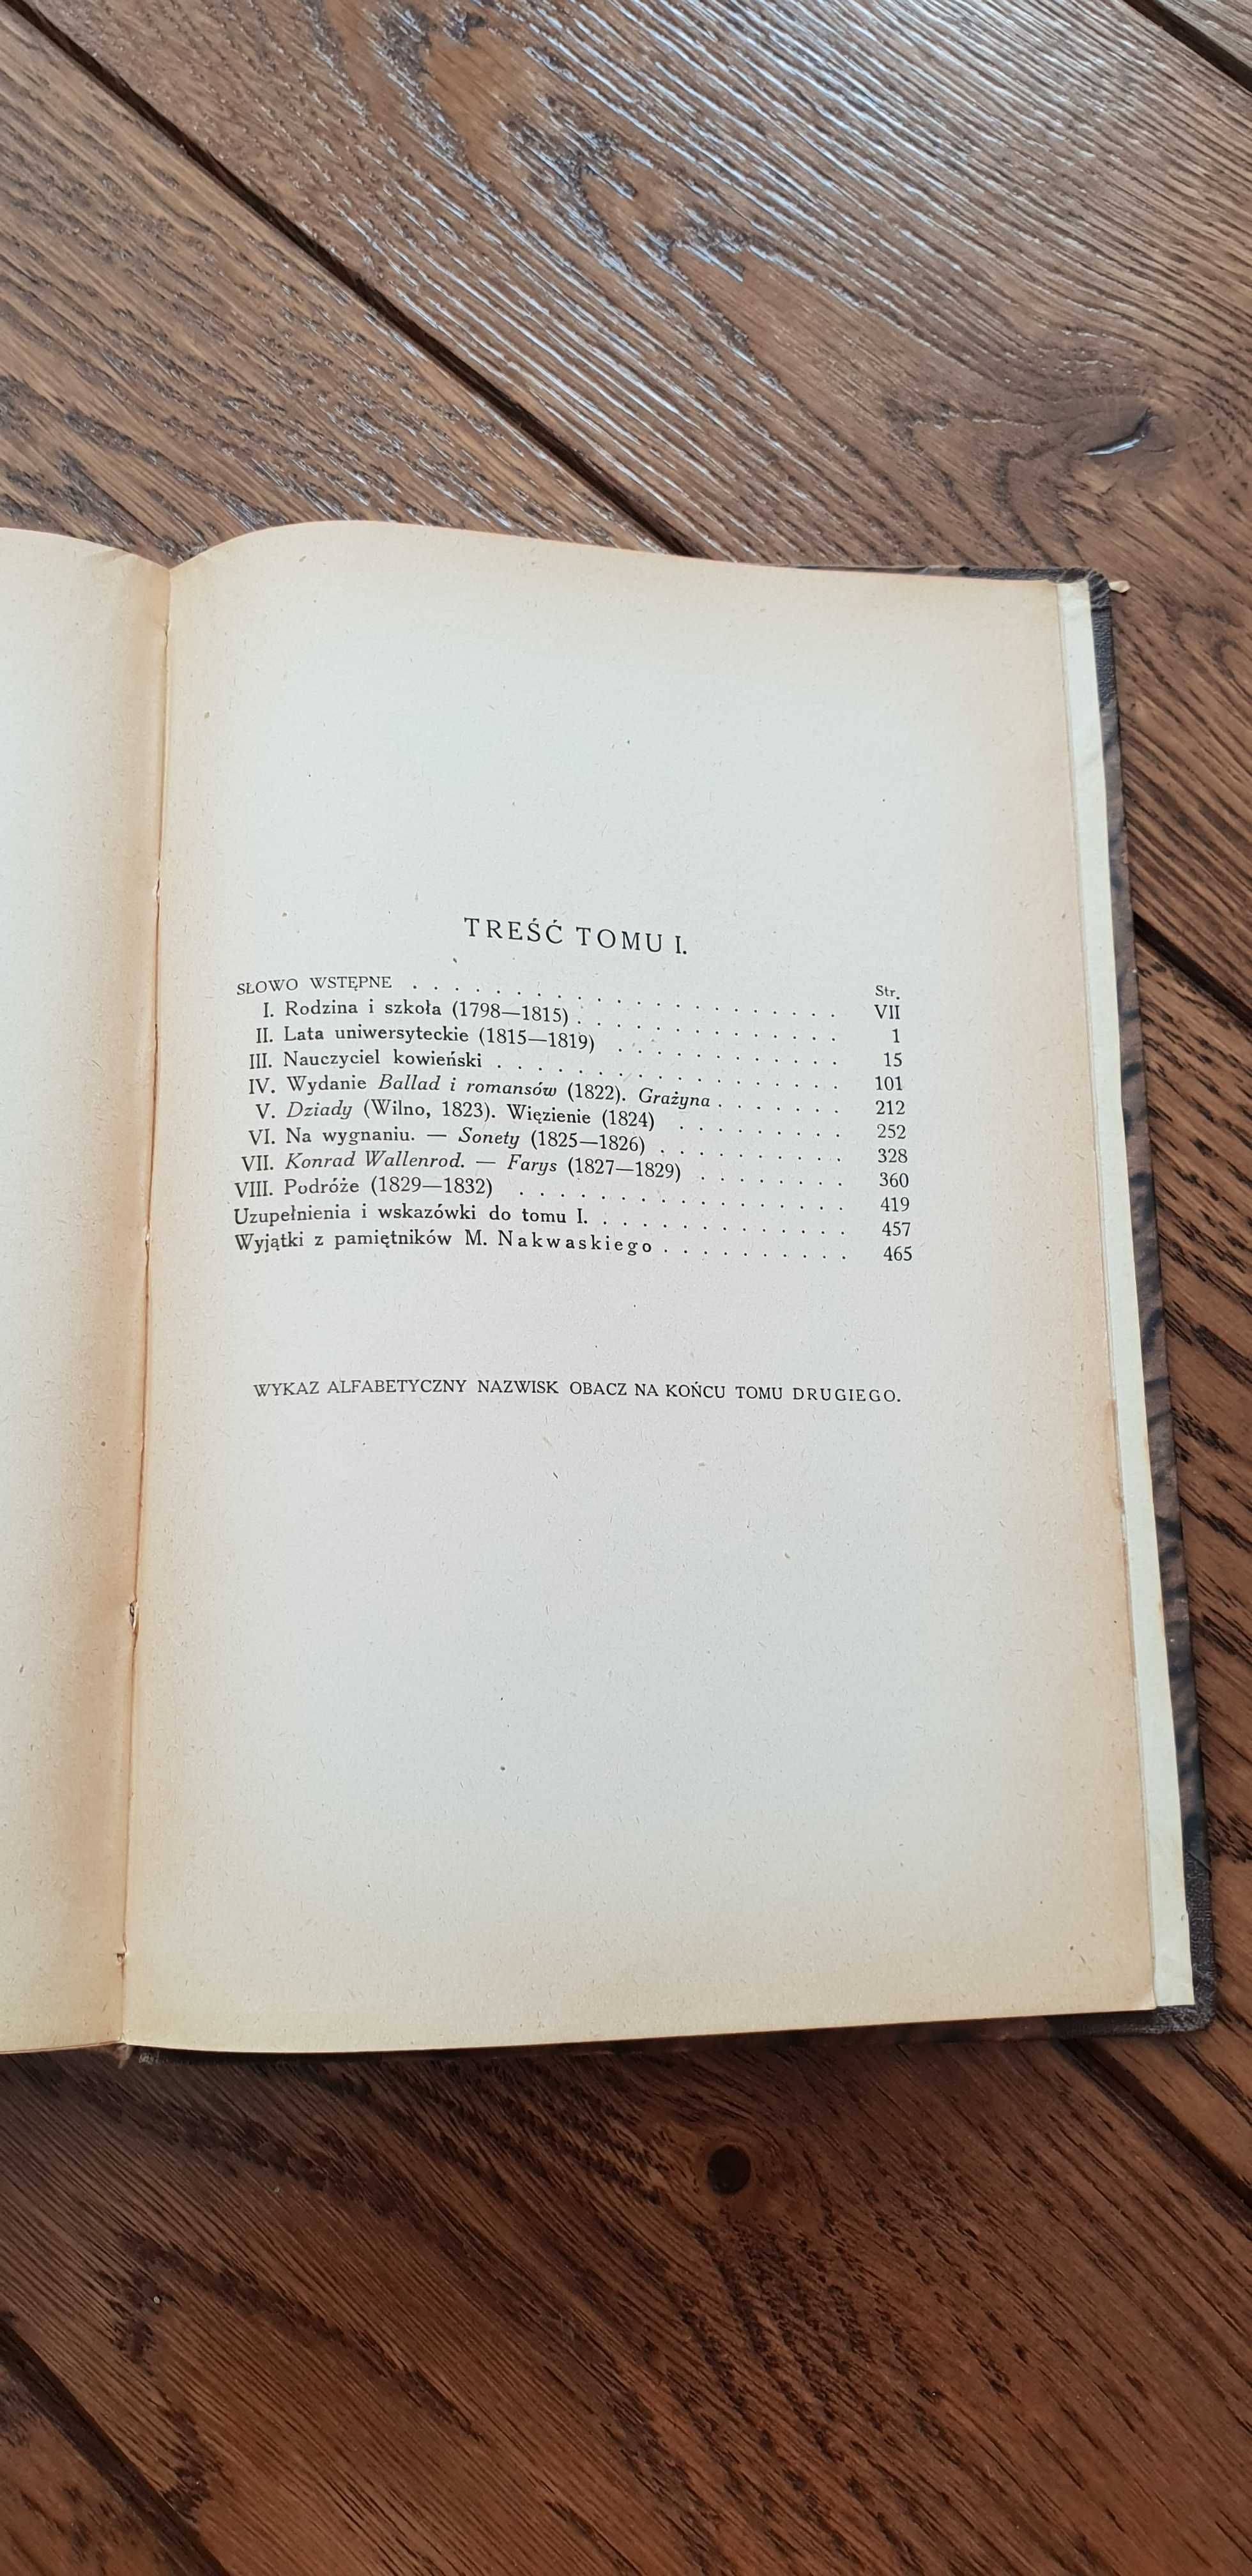 TREŚĆ TOMU I.
Str.
SŁOWO WSTĘPNE . . . . . . . . . . . . . . . . . . . . VII
I. Rodzina i szkoła (1798—1815) . . . . . . . . . . . . . 1
II. Lata uniwersyteckie (1815—1819) . . . . . . . . . . . 15
III. Nauczyciel kowieński . . . . . . . . . . . . . . . . 101
IV. Wydanie Ballad i romansów (1822). Grażyna . . . . . . . 212
V. Dziady (Wilno, 1823). Więzienie (1824) . . . . . . . . . 252
VI. Na wygnaniu. — Sonety (1825—1826) . . . . . . . . . . 328
VII. Konrad Wallenrod. — Farys (1827—1829) . . . . . . . . 360
VIII. Podróże (1829—1832) . . . . . . . . . . . . . . . . 419
Uzupełnienia i wskazówki do tomu I. . . . . . . . . . . . 457
Wyjątki z pamiętników M. Nakwaskiego . . . . . . . . . . 465
WYKAZ ALFABETYCZNY NAZWISK OBACZ NA KOŃCU TOMU DRUGIEGO.